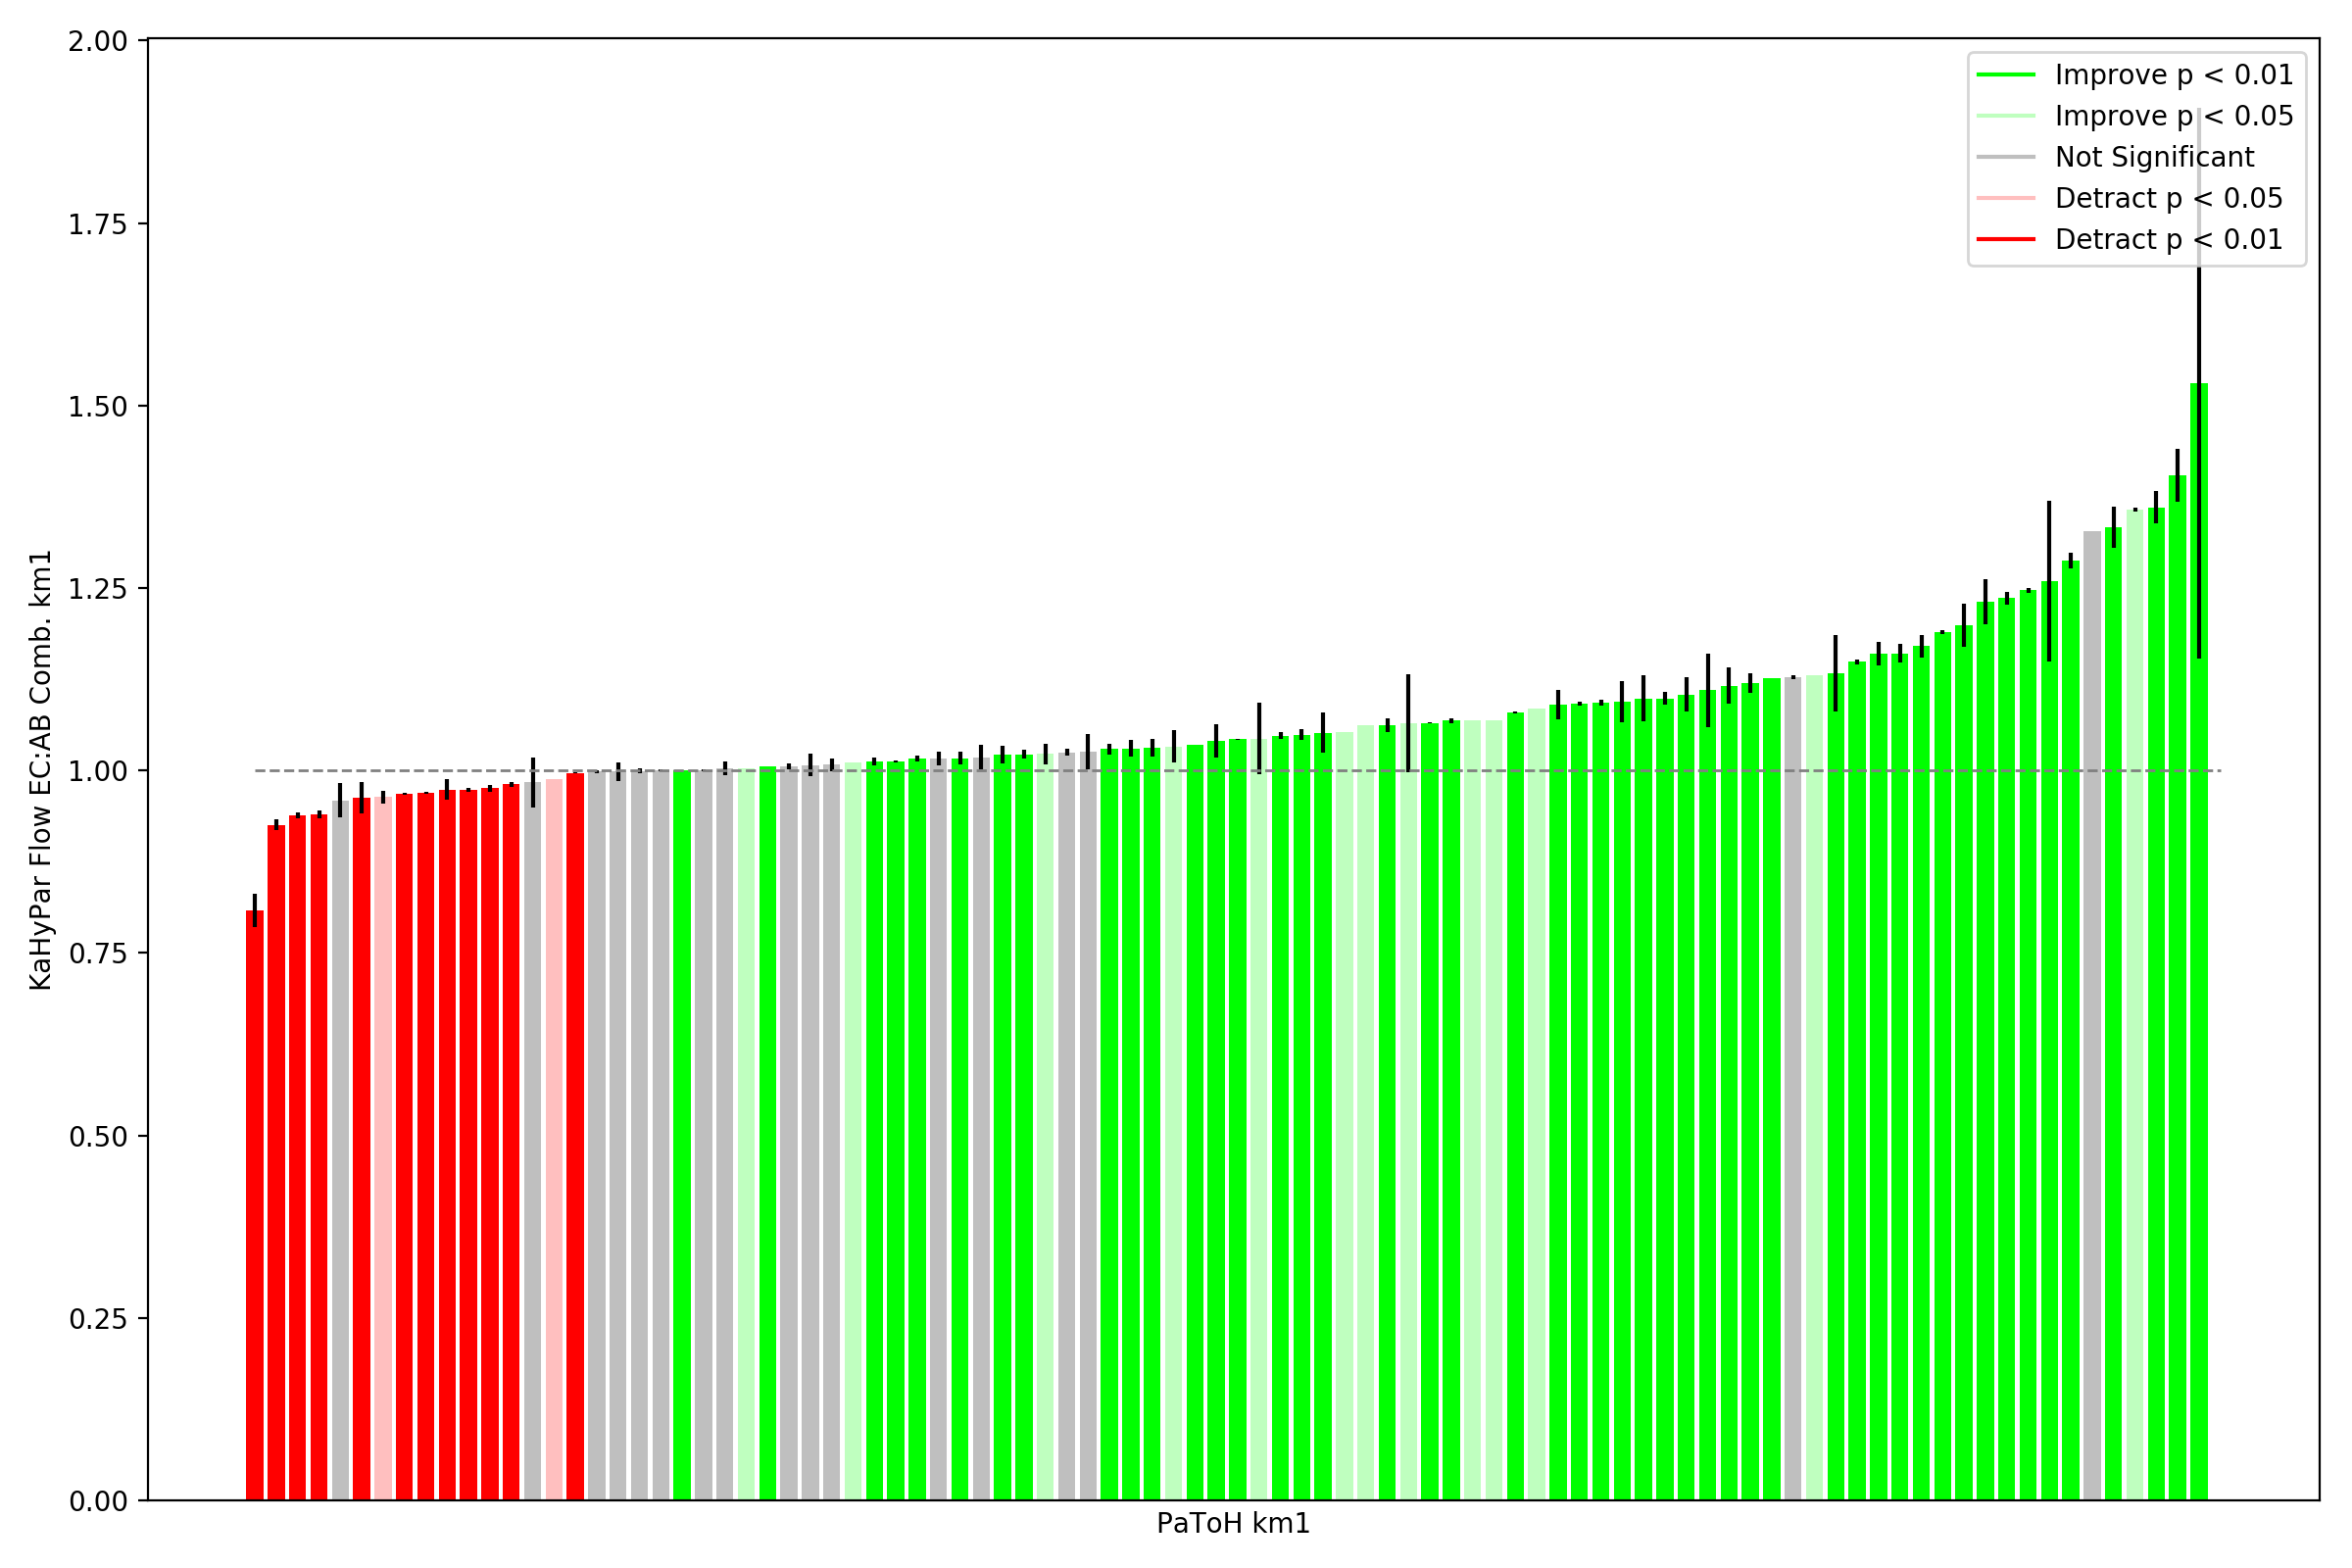 2.00
1.75
1.50
1.25
1.00
0.75
0.50
0.25
0.00
KaHyPar Flow EC:AB Comb. km1
PaToH km1
Improve p < 0.01
Improve p < 0.05
Not Significant
Detract p < 0.05
Detract p < 0.01